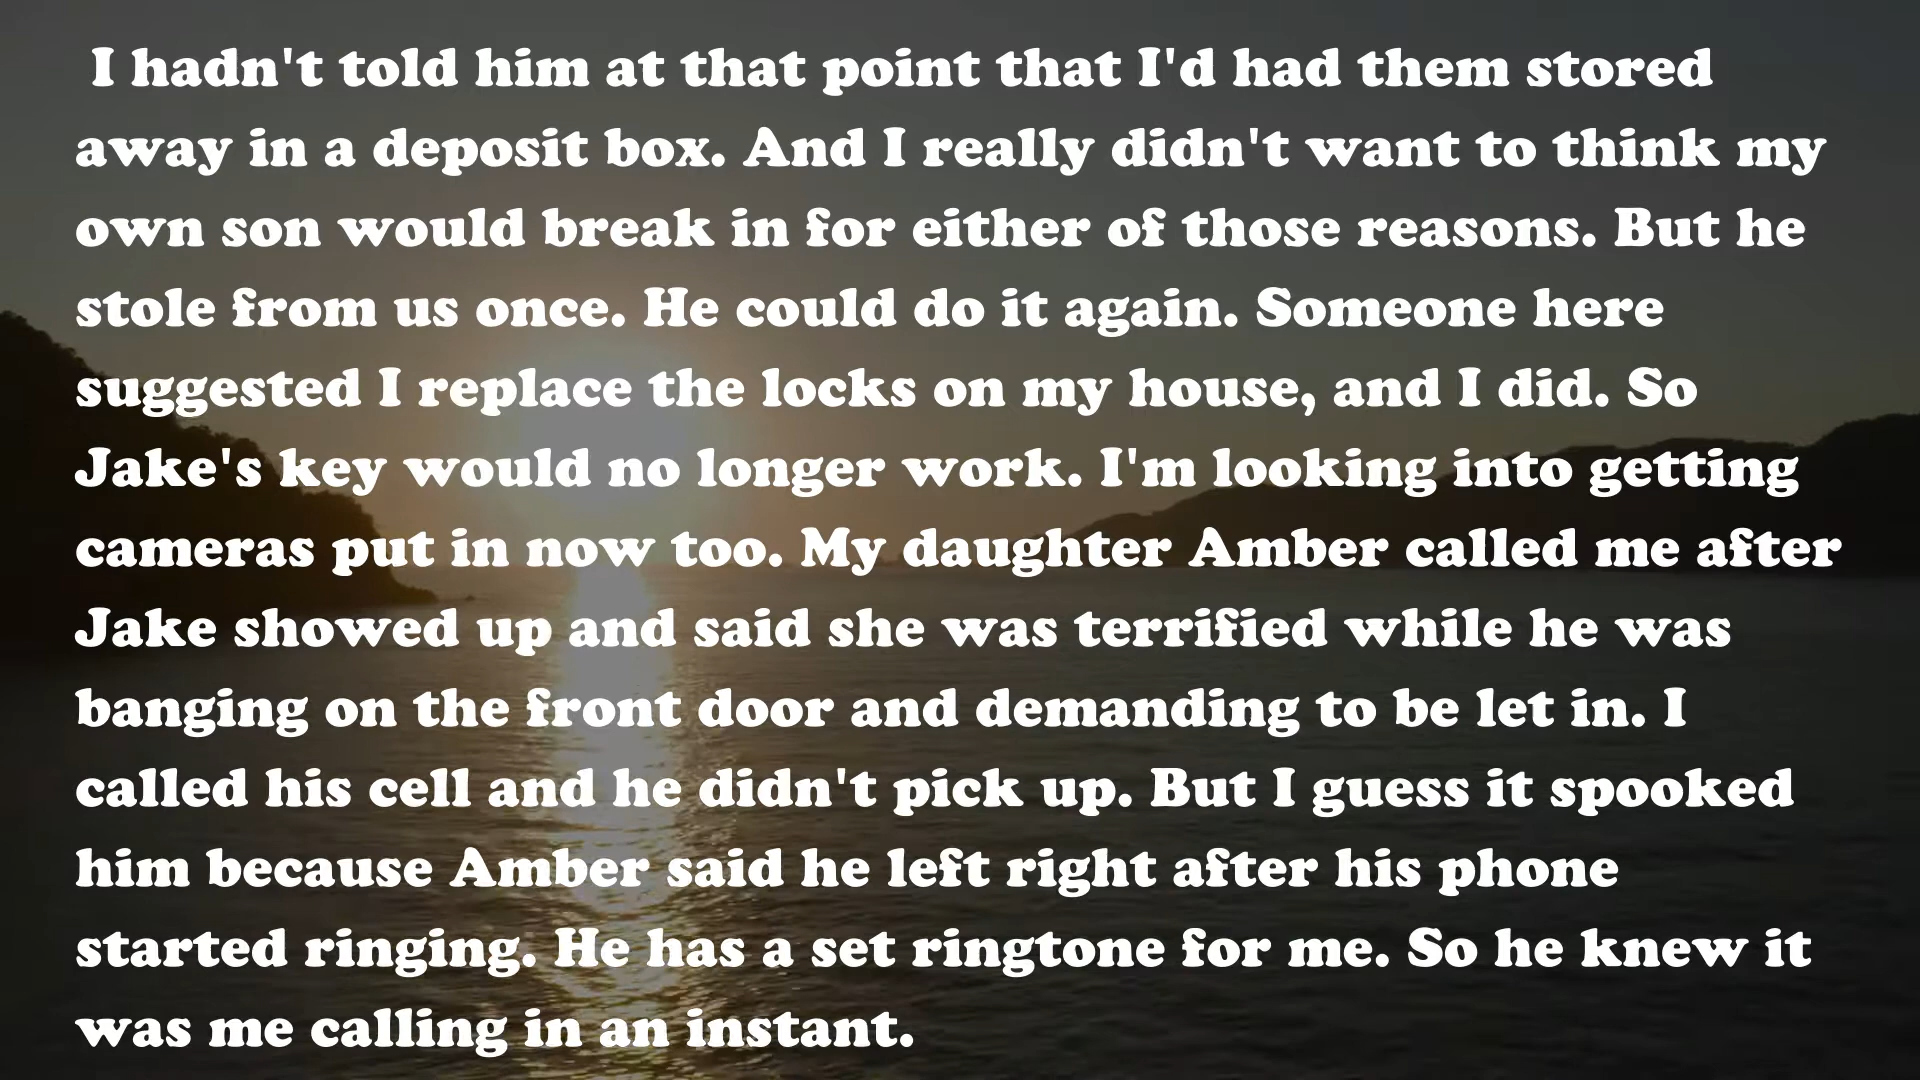 I hadn't told him at that point that I'd had them stored
away in a deposit box. And I really didn't want to think my
own son would break in for either of those reasons. But he
stole from us once. He could do it again. Someone here
suggested I replace the locks on my house, and I did. So
Jake's key would no longer work. I'm looking into getting
cameras put in now too. My daughter Amber called me after
Jake showed up and said she was terrified while he was
banging on the front door and demanding to be let in. I
called his cell and he didn't pick up. But I guess it spooked
him because Amber said he left right after his phone
started ringing. He has a set ringtone for me. So he knew it
was me calling in an instant.